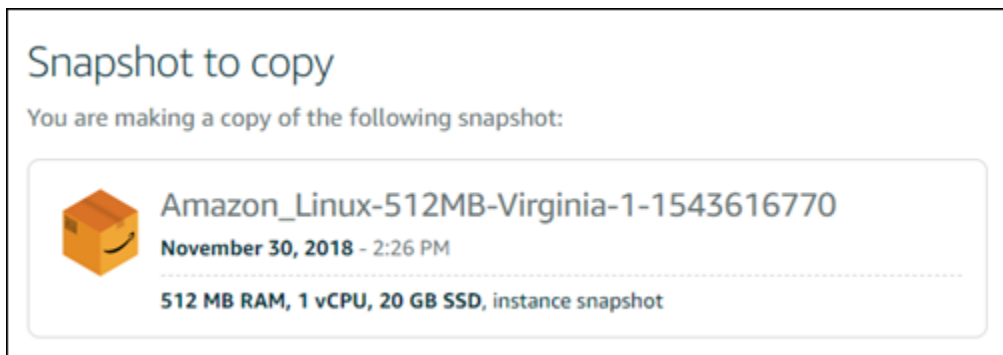 Snapshot to copy
You are making a copy of the following snapshot:
Amazon_Linux-512MB-Virginia-1-1543616770
November 30, 2018 - 2:26 PM
512 MB RAM, 1 vCPU, 20 GB SSD, instance snapshot